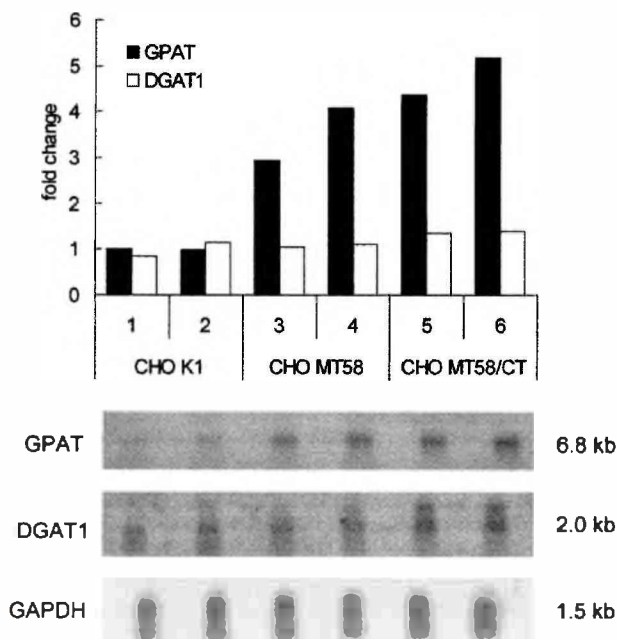 6
GPAT
5
DGAT1
4
fold change
3
2
1
0
1 2 3 4 5 6
CHO K1 CHO MT58 CHO MT58/CT
GPAT 6.8 kb
DGAT1 2.0 kb
GAPDH 1.5 kb